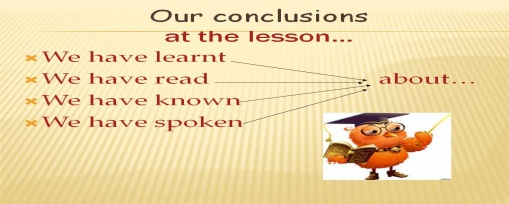 Our conclusions
at the lesson...
We have learnt
We have read about...
We have known
We have spoken